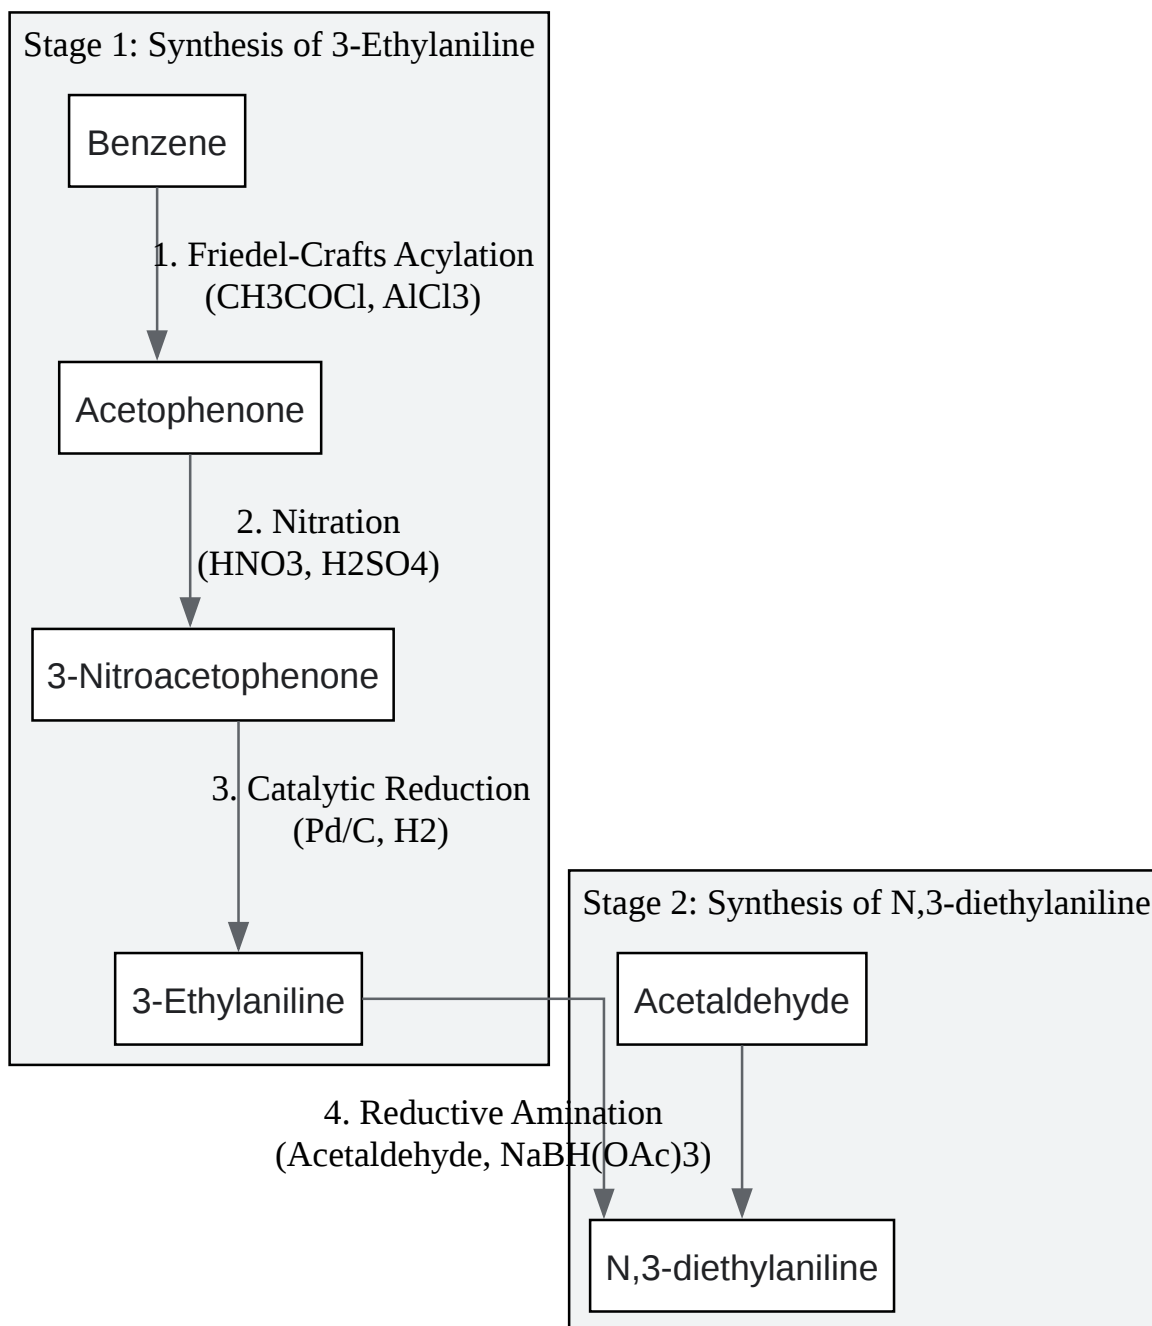 Stage 1: Synthesis of 3-Ethylaniline
Benzene
1. Friedel-Crafts Acylation
(CH3COCl, AlCl3)
Acetophenone
2. Nitration
(HNO3, H2SO4)
3-Nitroacetophenone
3. Catalytic Reduction
(Pd/C, H2)
3-Ethylaniline
Stage 2: Synthesis of N,3-diethylaniline
Acetaldehyde
4. Reductive Amination
(Acetaldehyde, NaBH(OAc)3)
N,3-diethylaniline